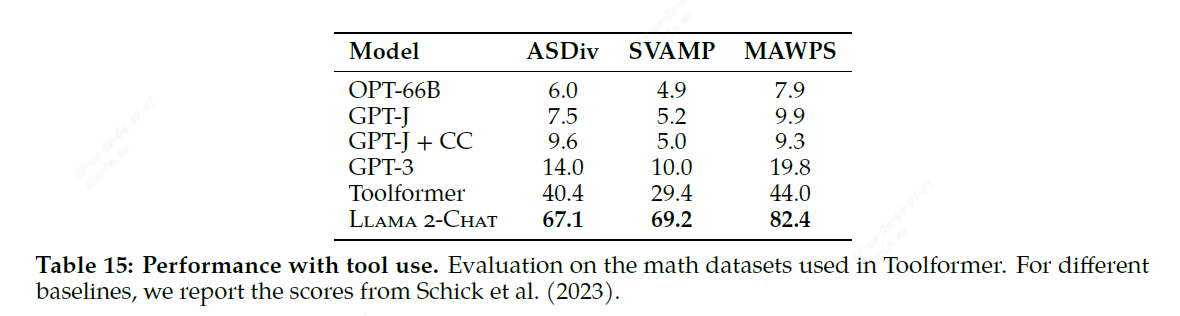 Model ASDiv SVAMP MAWPS
OPT-66B 6.0 4.9 7.9
GPT-J 7.5 5.2 9.9
GPT-J + CC 9.6 5.0 9.3
GPT-3 14.0 10.0 19.8
Toolformer 40.4 29.4 44.0
LLAMA 2-CHAT 67.1 69.2 82.4
Table 15: Performance with tool use. Evaluation on the math datasets used in Toolformer. For different
baselines, we report the scores from Schick et al. (2023).